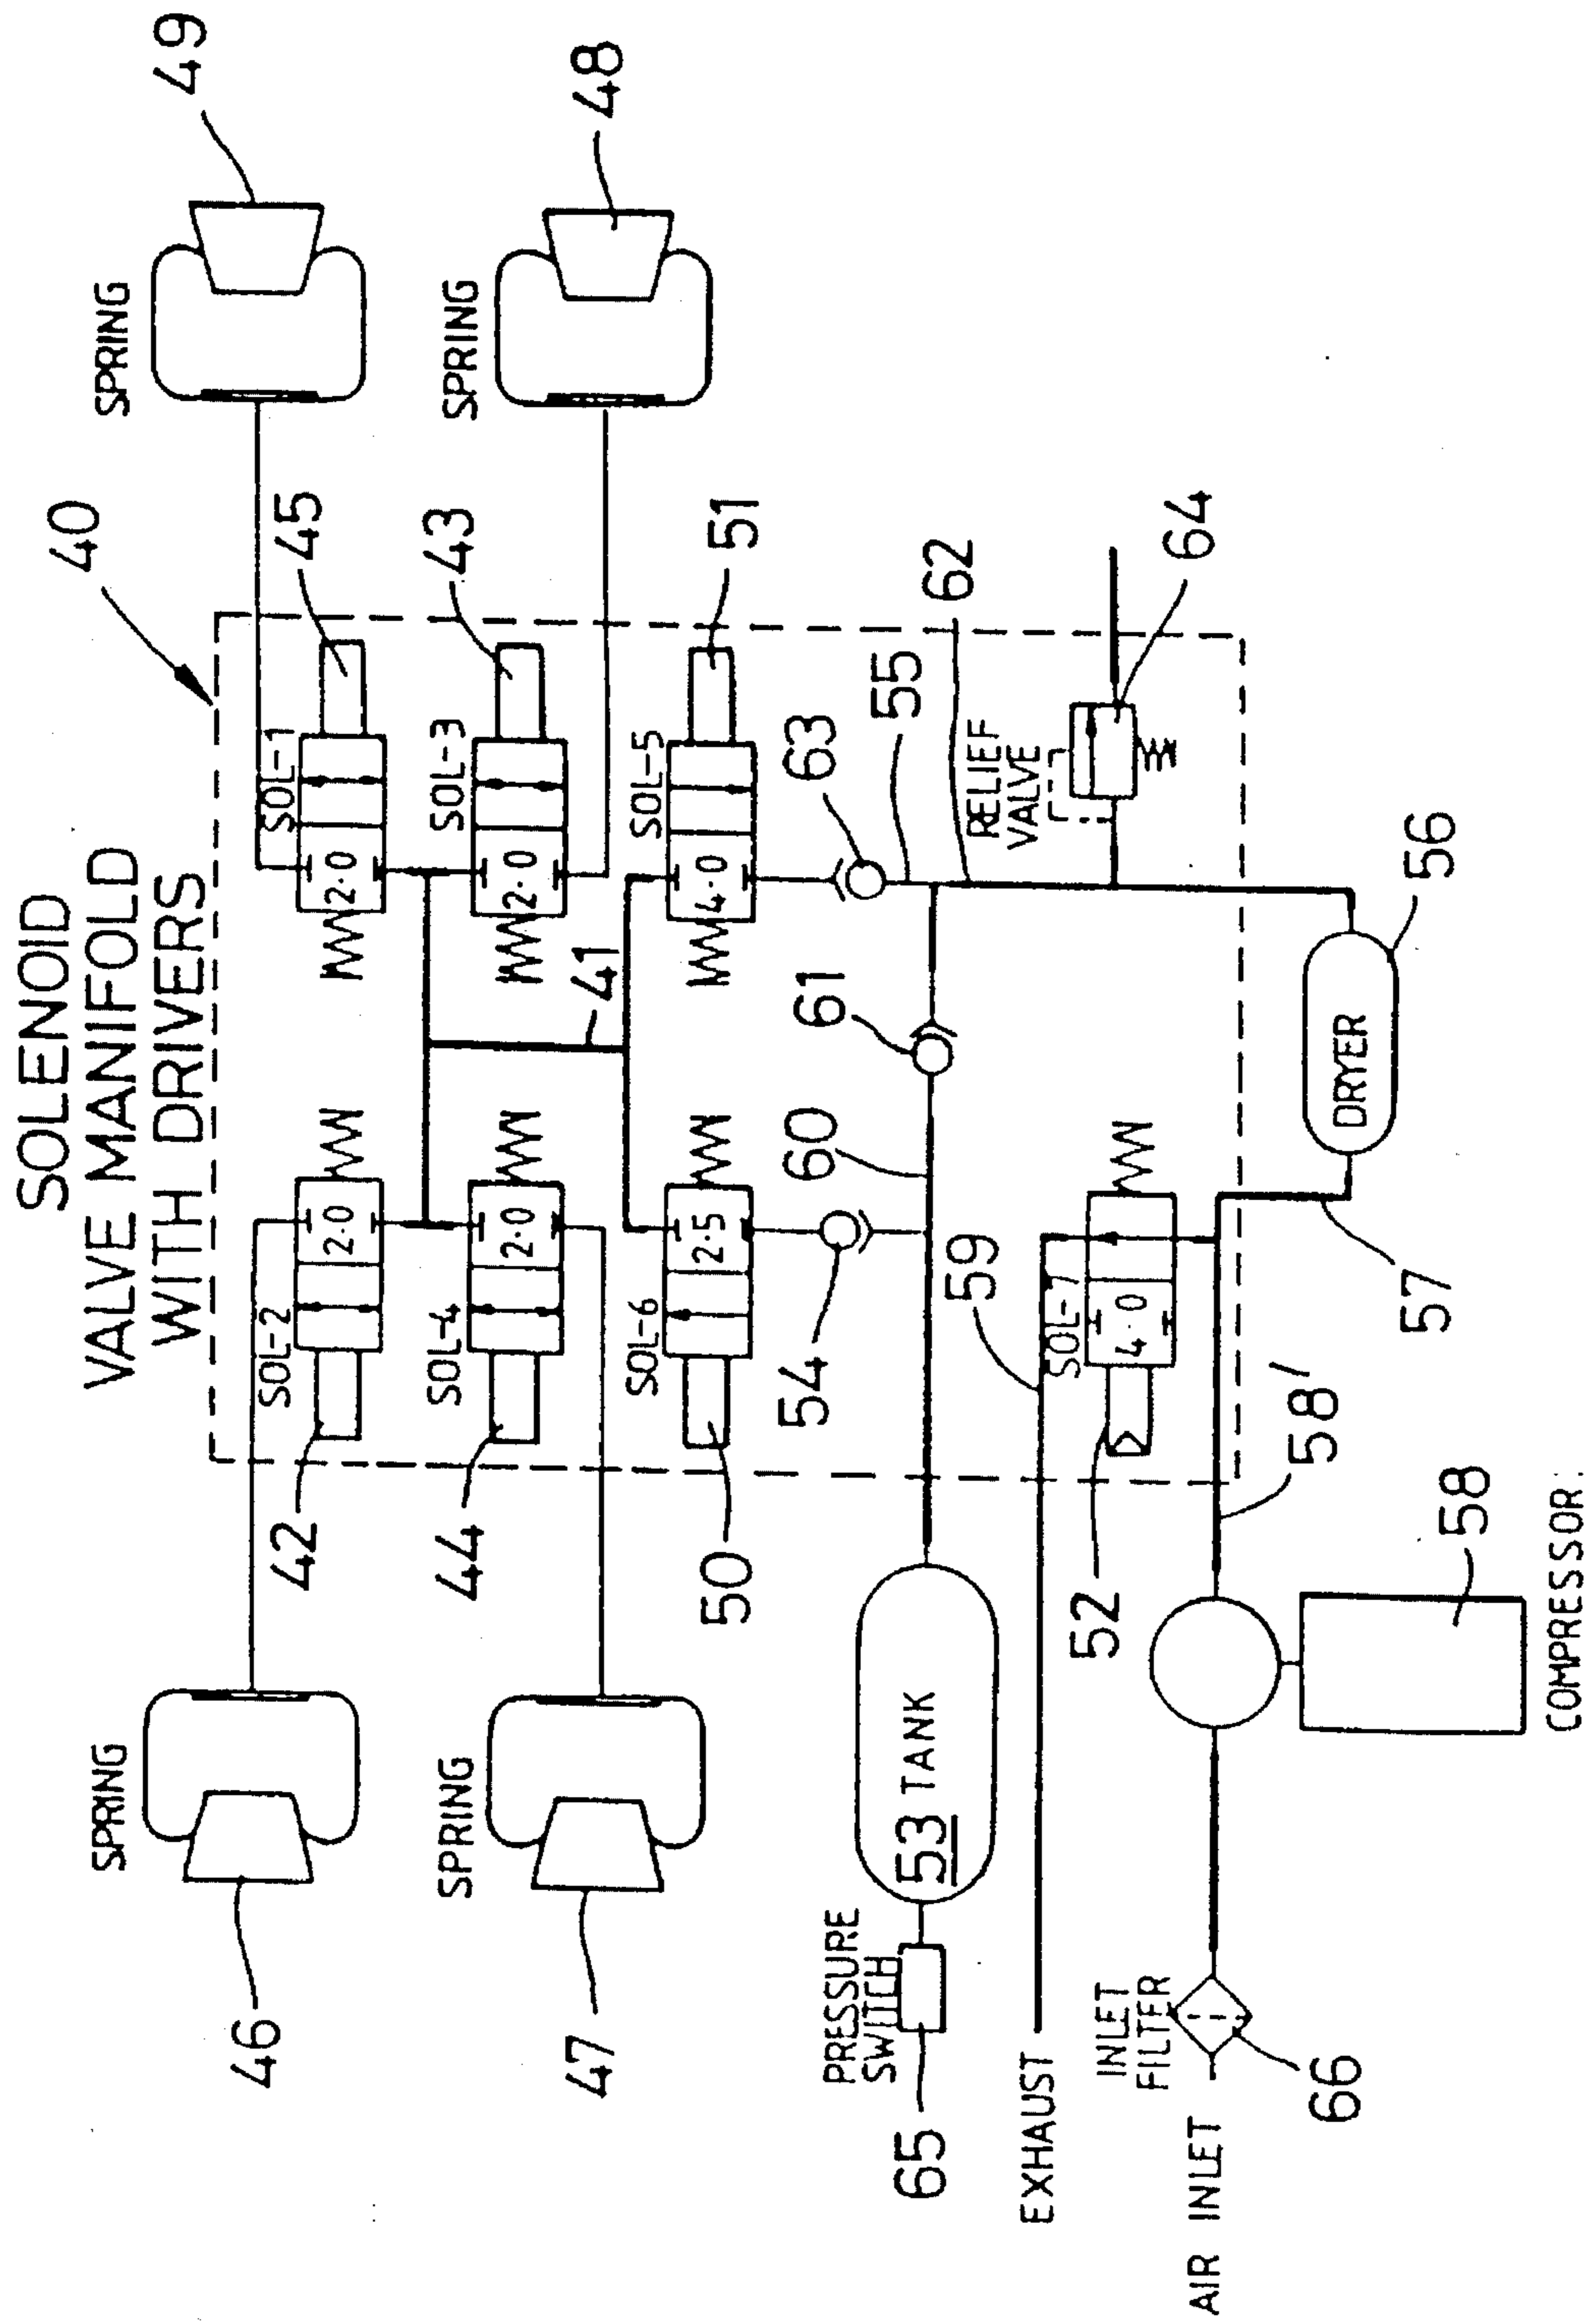 SOLENOID
VALVE MANIFOLD
WITH DRIVERS
40
SPRING
46
SPRING
49
SOL-2
2.0
42
SOL-1
2.0
45
SPRING
47
SPRING
48
SOL-4
2.0
44
SOL-3
2.0
43
41
SOL-6
2.5
50
SOL-5
4.0
51
54
60
61
63
55
62
PRESSURE
SWITCH
65
53 TANK
EXHAUST
59
SOL-7
4.0
52
RELIEF
VALVE
64
AIR INLET
INLET
FILTER
66
58'
57
DRYER
56
58
COMPRESSOR